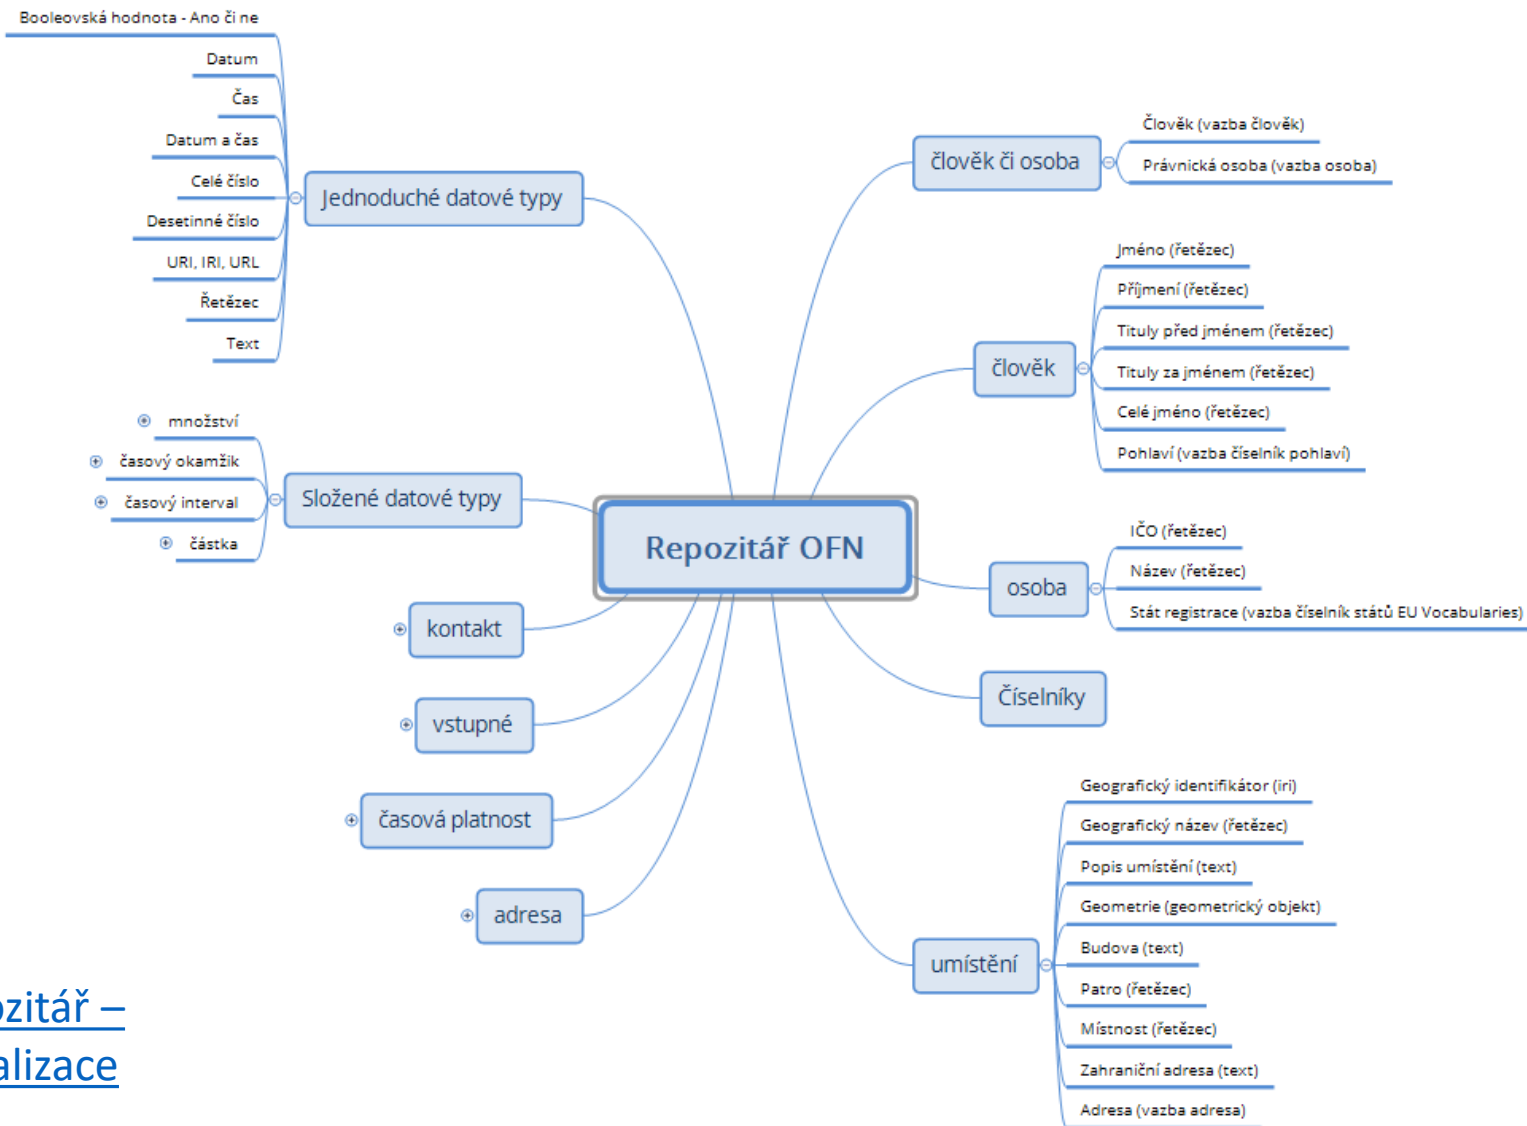 Booleovská hodnota - Ano či ne
Datum
Čas
Datum a čas
Celé číslo
Desetinné číslo
URI, IRI, URL
Řetězec
Text
Jednoduché datové typy
množství
časový okamžik
časový interval
částka
Složené datové typy
kontakt
vstupné
časová platnost
adresa
Repozitář OFN
člověk či osoba
Člověk (vazba člověk)
Právnická osoba (vazba osoba)
člověk
Jméno (řetězec)
Příjmení (řetězec)
Tituly před jménem (řetězec)
Tituly za jménem (řetězec)
Celé jméno (řetězec)
Pohlaví (vazba číselník pohlaví)
osoba
IČO (řetězec)
Název (řetězec)
Stát registrace (vazba číselník států EU Vocabularies)
Číselníky
umístění
Geografický identifikátor (iri)
Geografický název (řetězec)
Popis umístění (text)
Geometrie (geometrický objekt)
Budova (text)
Patro (řetězec)
Místnost (řetězec)
Zahraniční adresa (text)
Adresa (vazba adresa)
ozitář –
alizace